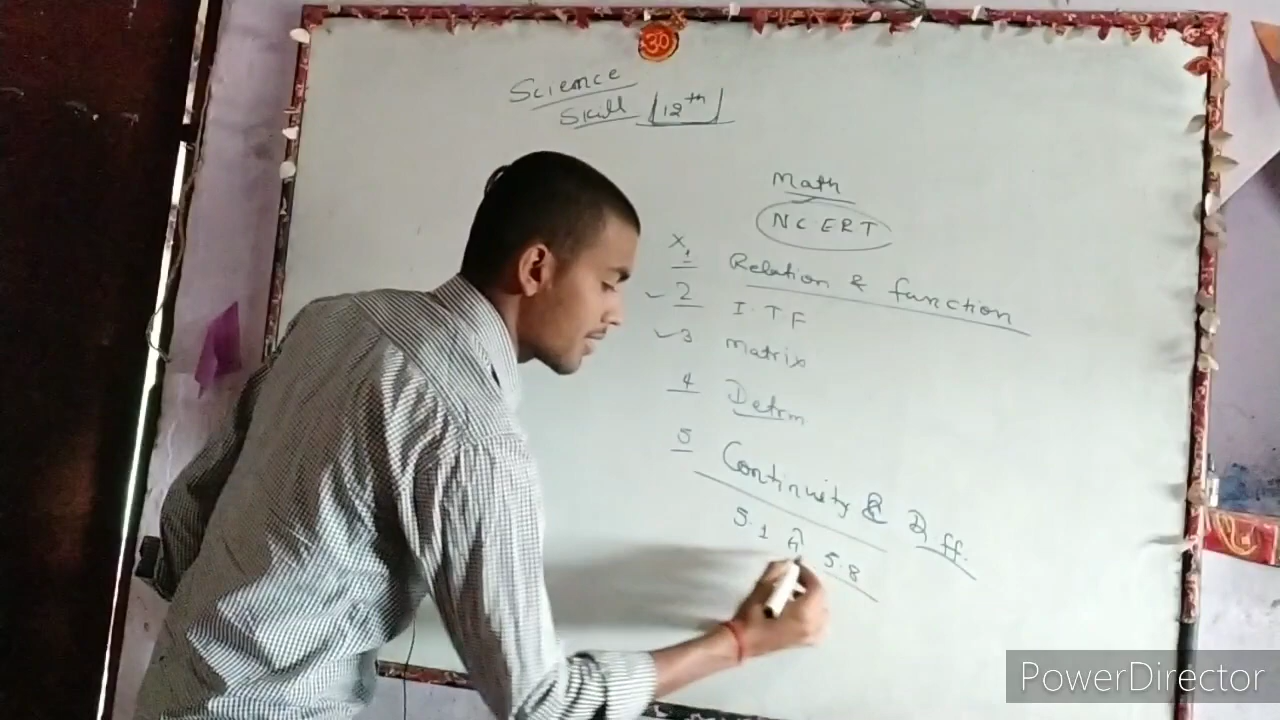 30
Science
Skill 12th
Math
NCERT
X 1 Relation & function
✓ 2 I.T F
✓ 3 Matrix
4 Detrm
5 Continuity & Diff.
5.1 से 5.8
PowerDirector